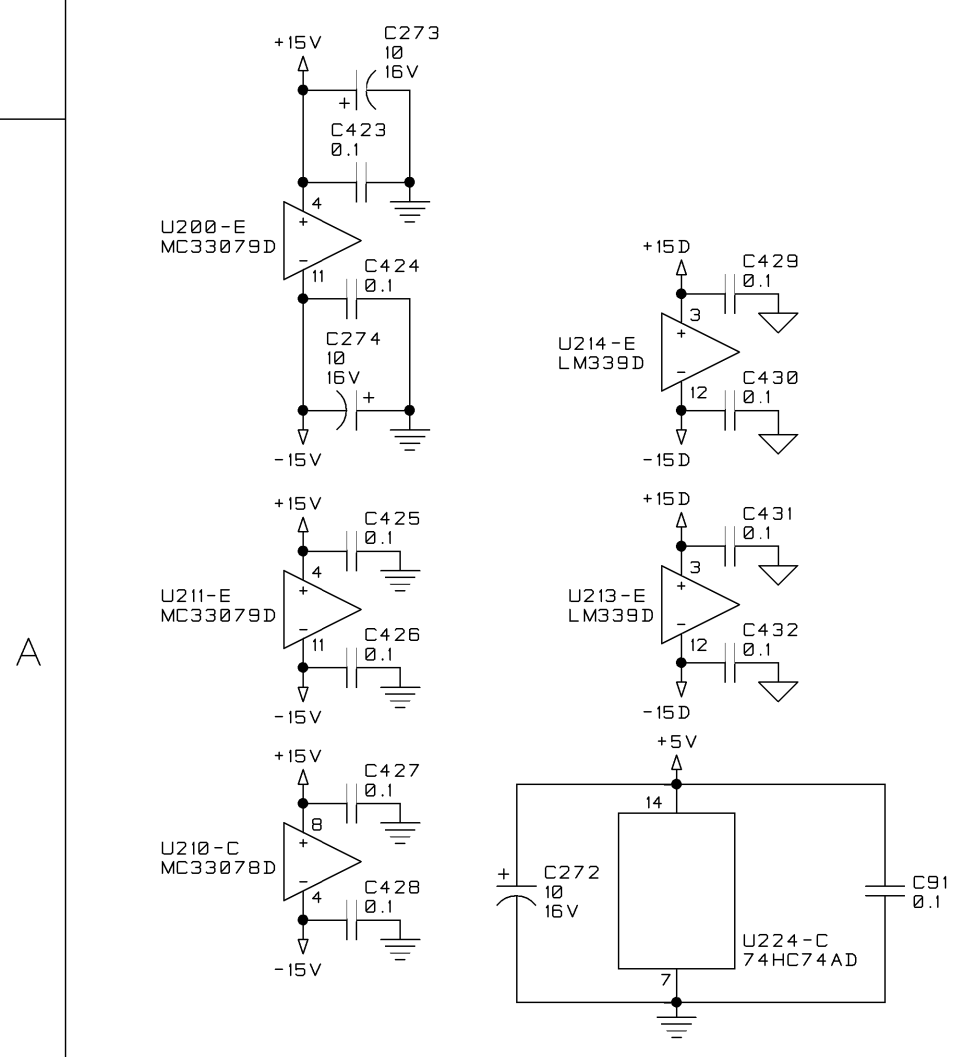 +15V
C273
10
16V
+
C423
0.1
4
U200-E
MC33079D
+
-
11
C424
0.1
C274
10
16V
+
-15V
+15V
C425
0.1
4
U211-E
MC33079D
+
-
11
C426
0.1
-15V
A
+15V
C427
0.1
8
U210-C
MC33078D
+
-
4
C428
0.1
-15V
+15D
C429
0.1
3
U214-E
LM339D
+
-
12
C430
0.1
-15D
+15D
C431
0.1
3
U213-E
LM339D
+
-
12
C432
0.1
-15D
+5V
14
+
C272
10
16V
C91
0.1
U224-C
74HC74AD
7